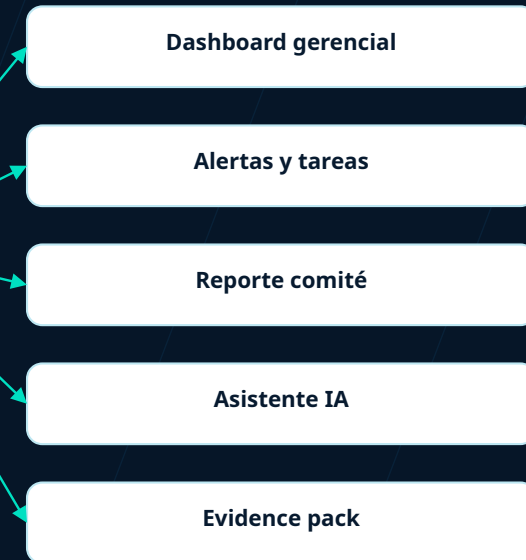 Dashboard gerencial
Alertas y tareas
Reporte comité
Asistente IA
Evidence pack